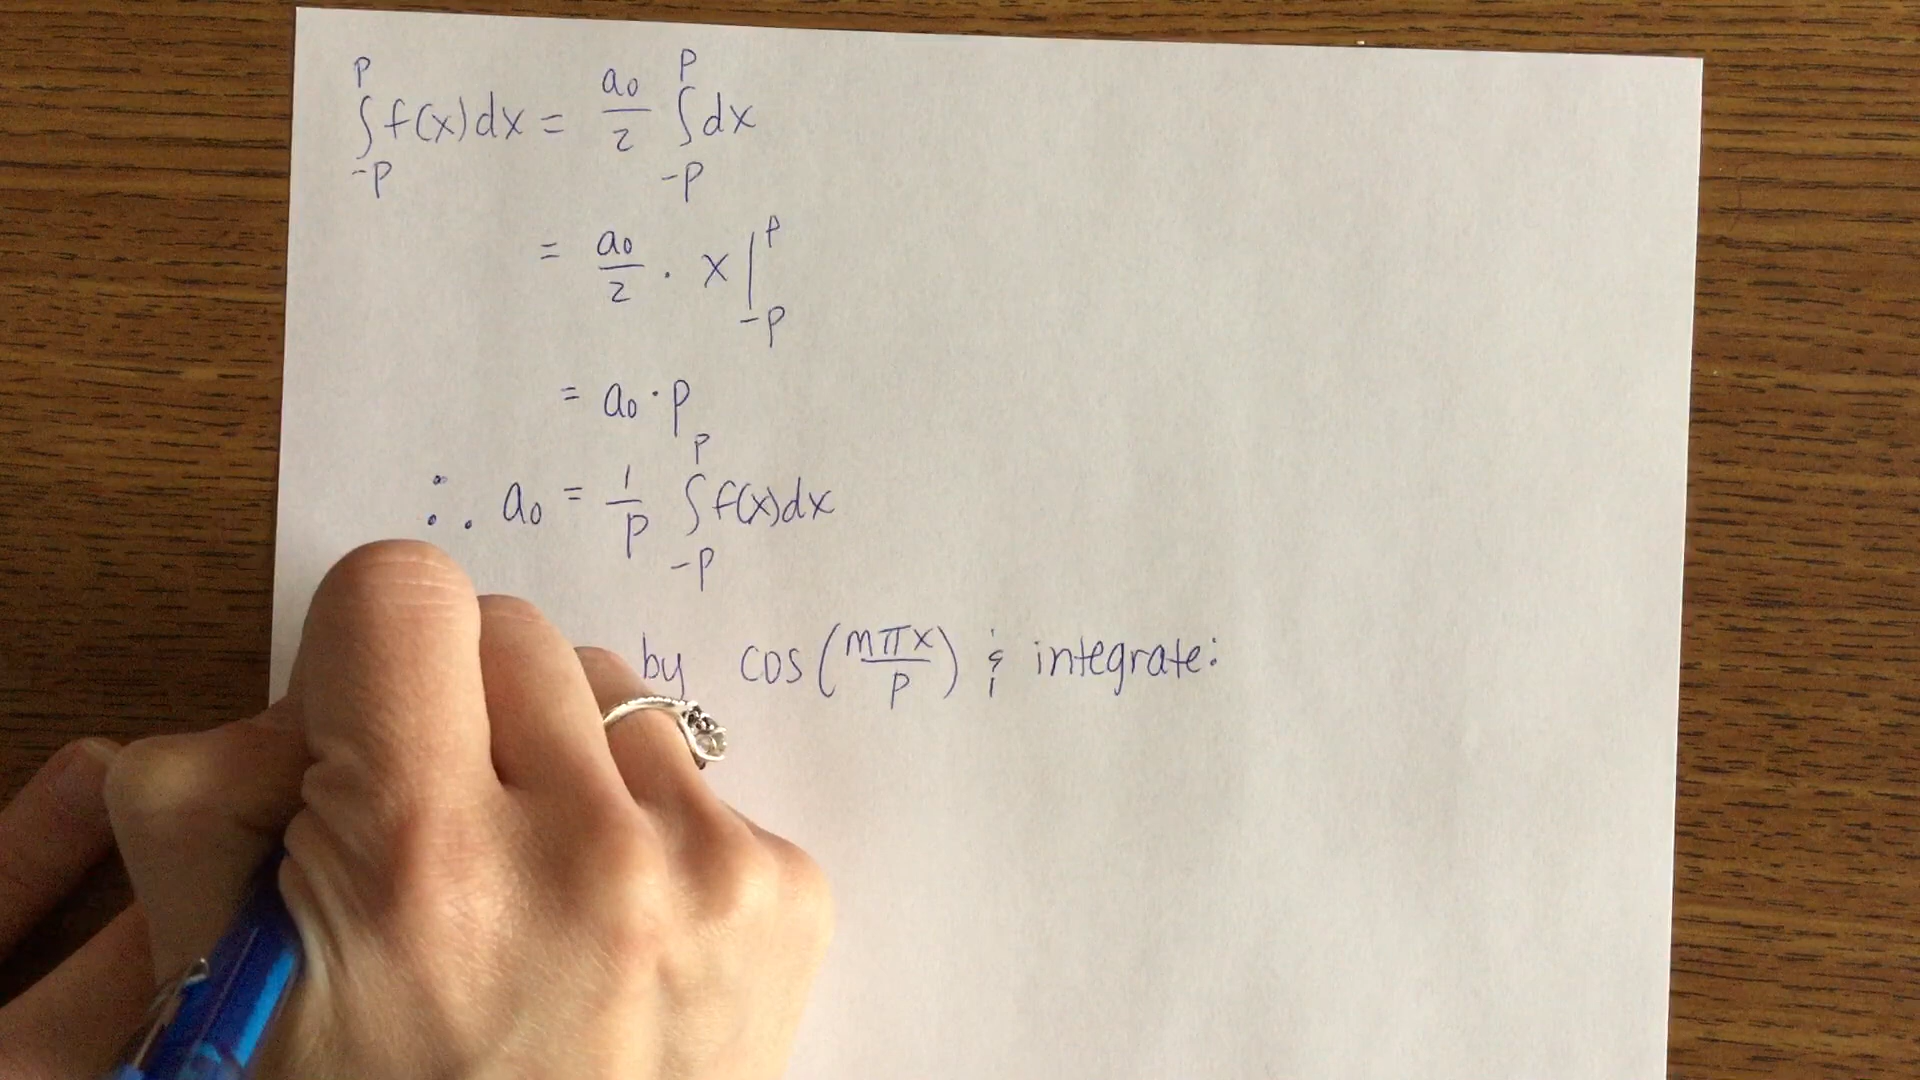 ∫_{-p}^{p} f(x)dx = a₀/2 ∫_{-p}^{p} dx
= a₀/2 · x |_{-p}^{p}
= a₀ · p
∴ a₀ = 1/p ∫_{-p}^{p} f(x)dx
by cos(mπx/p) & integrate: